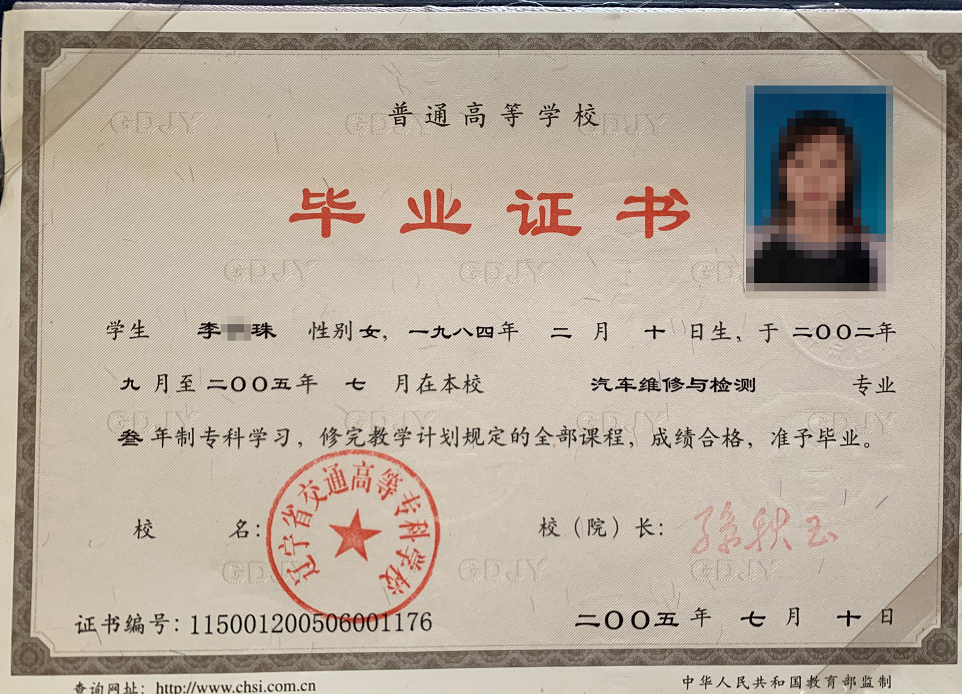 普通高等学校
毕业证书
学生 李 珠 性别 女, 一九八四年 二 月 十 日生, 于 二〇〇二年
九 月至 二〇〇五年 七 月在本校 汽车维修与检测 专业
叁 年制专科学习, 修完教学计划规定的全部课程, 成绩合格, 准予毕业。
辽宁省交通高等专科学校
校 名: 校（院）长: 孙秋玉
证书编号: 115001200506001176 二〇〇五 年 七 月 十 日
查询网址: http://www.chsi.com.cn 中华人民共和国教育部监制